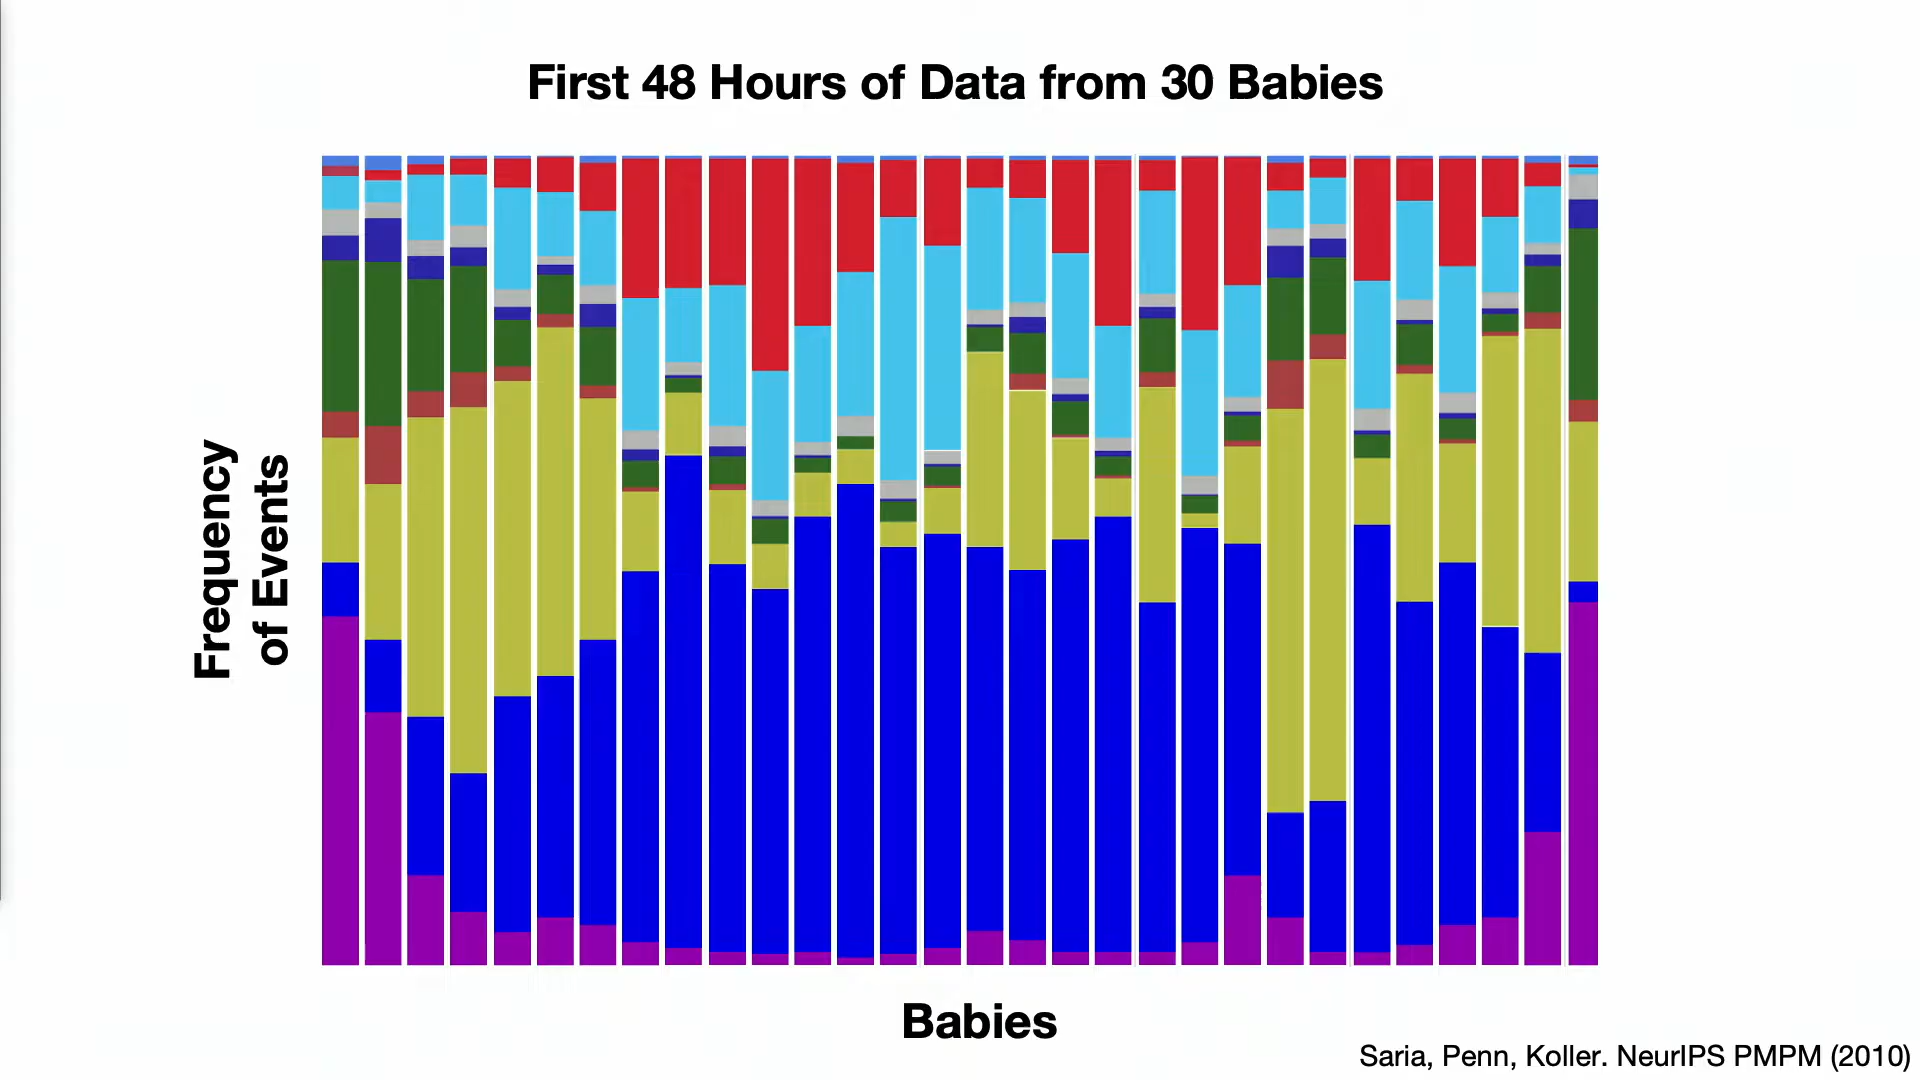 First 48 Hours of Data from 30 Babies
Frequency
of Events
Babies
Saria, Penn, Koller. NeurIPS PMPM (2010)